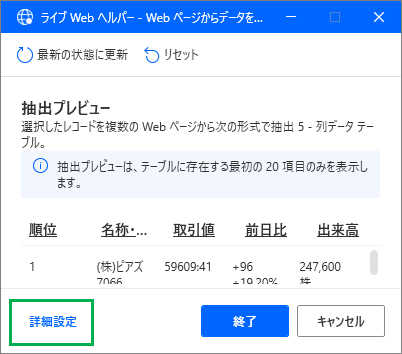 ライブ Web ヘルパー - Web ページからデータを...
最新の状態に更新 リセット
抽出プレビュー
選択したレコードを複数の Web ページから次の形式で抽出 5 - 列データ テー
ブル。
抽出プレビューは、テーブルに存在する最初の 20 項目のみを表示し
ます。
順位 名称・... 取引値 前日比 出来高
1 (株)ピアズ 59609:41 +96 247,600
7066 +19.20% 株
詳細設定 終了 キャンセル